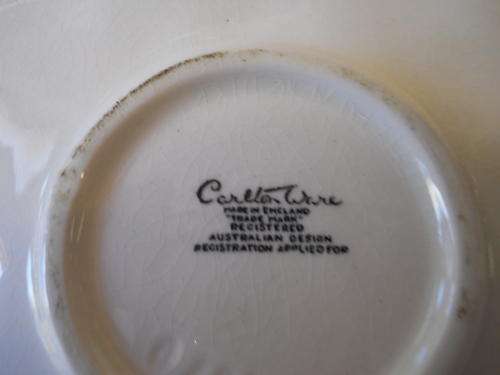 Carlton Ware
MADE IN ENGLAND
"TRADE MARK"
REGISTERED
AUSTRALIAN DESIGN
REGISTRATION APPLIED FOR